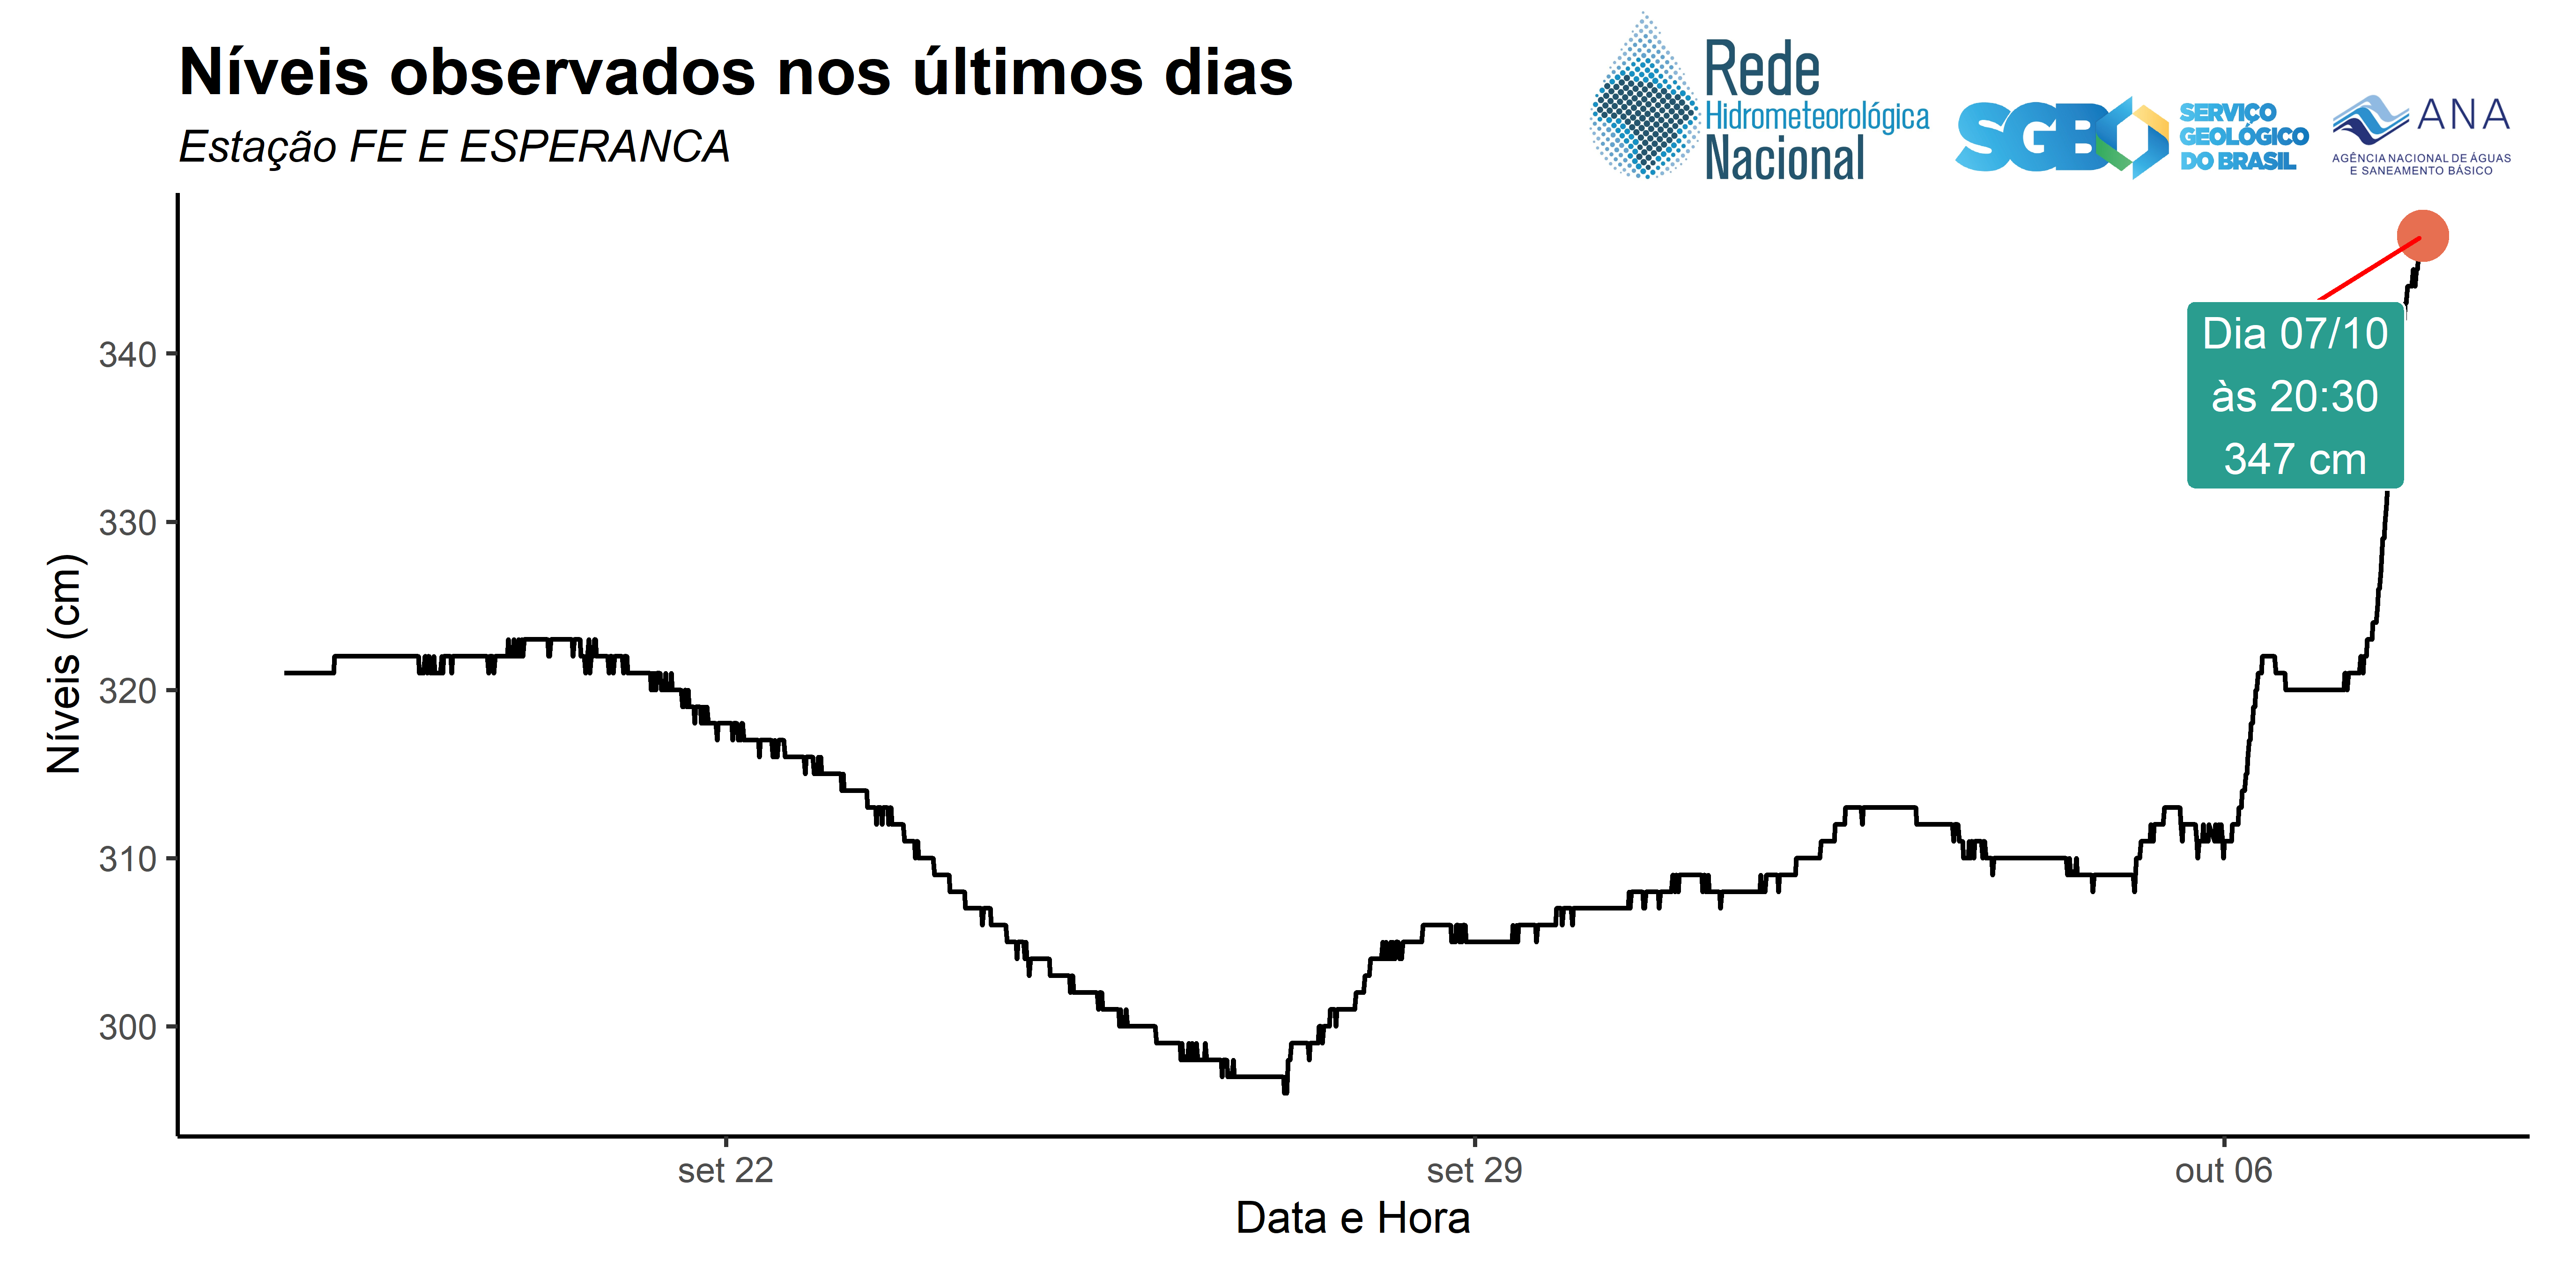 Níveis observados nos últimos dias
Estação FE E ESPERANCA
Rede
Hidrometeorológica
Nacional
SGB
SERVIÇO
GEOLÓGICO
DO BRASIL
ANA
AGÊNCIA NACIONAL DE ÁGUAS
E SANEAMENTO BÁSICO
Níveis (cm)
340
330
320
310
300
Dia 07/10
às 20:30
347 cm
set 22
set 29
out 06
Data e Hora